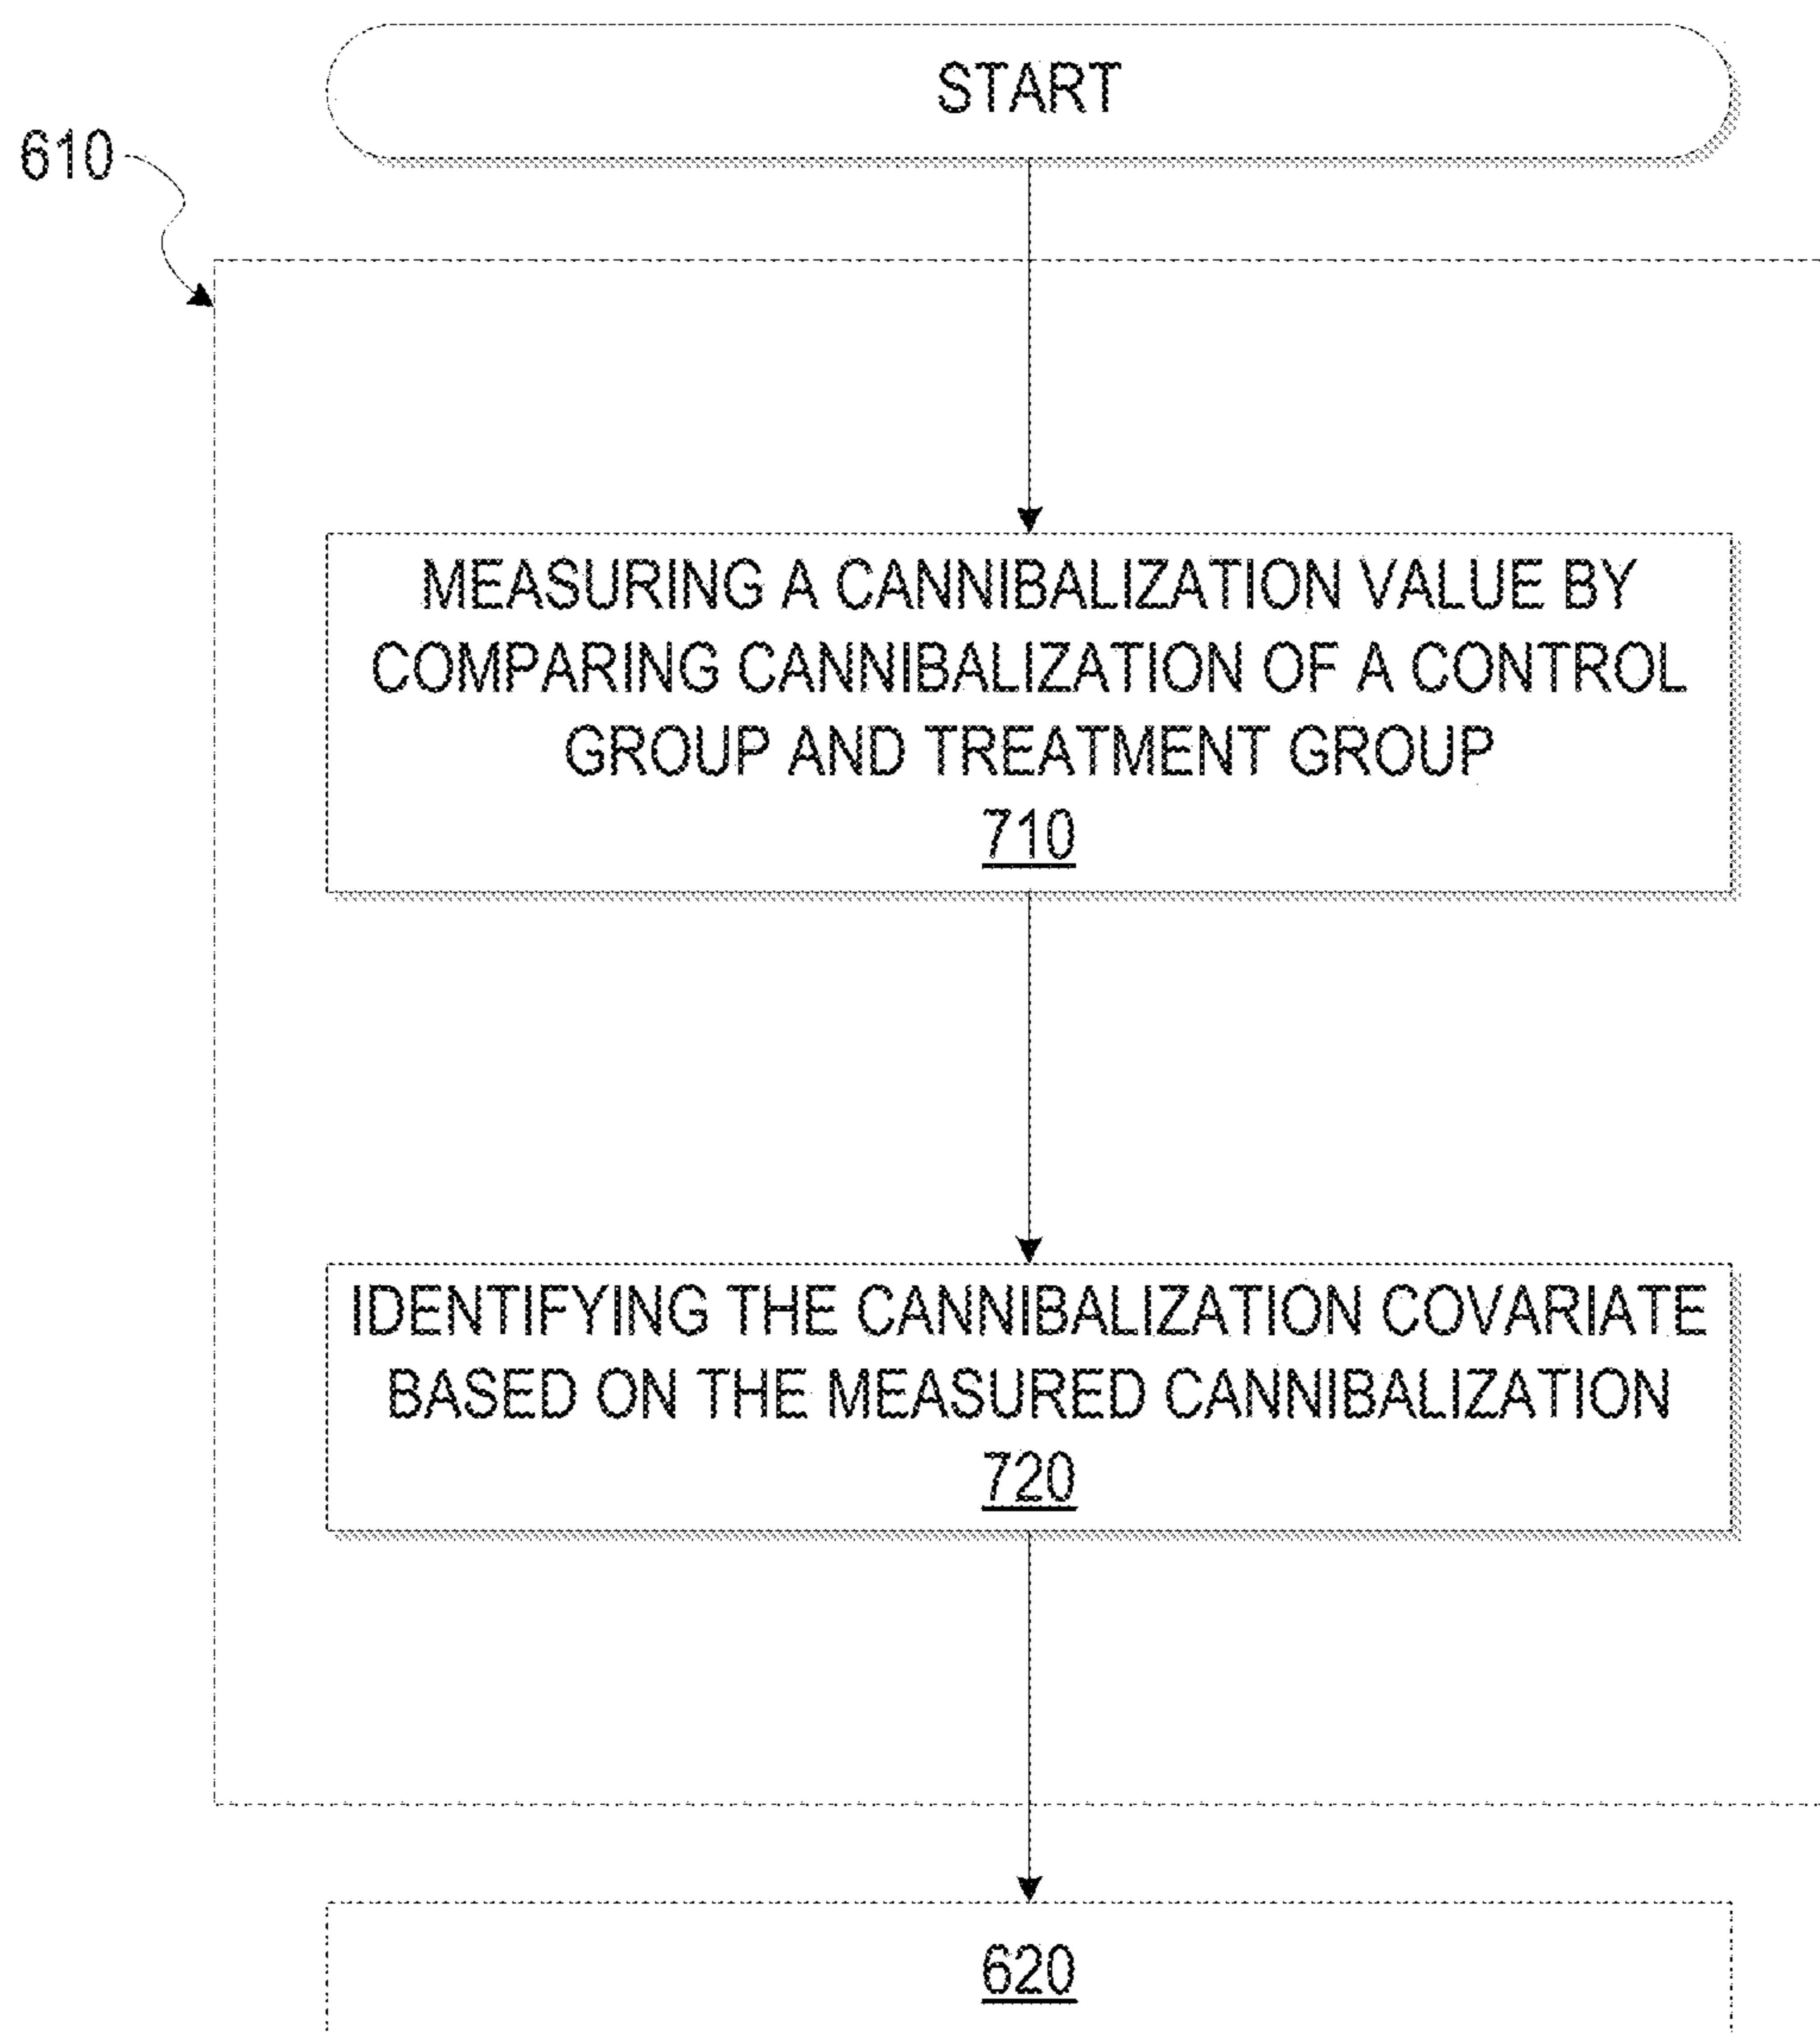 START
610
MEASURING A CANNIBALIZATION VALUE BY
COMPARING CANNIBALIZATION OF A CONTROL
GROUP AND TREATMENT GROUP
710
IDENTIFYING THE CANNIBALIZATION COVARIATE
BASED ON THE MEASURED CANNIBALIZATION
720
620